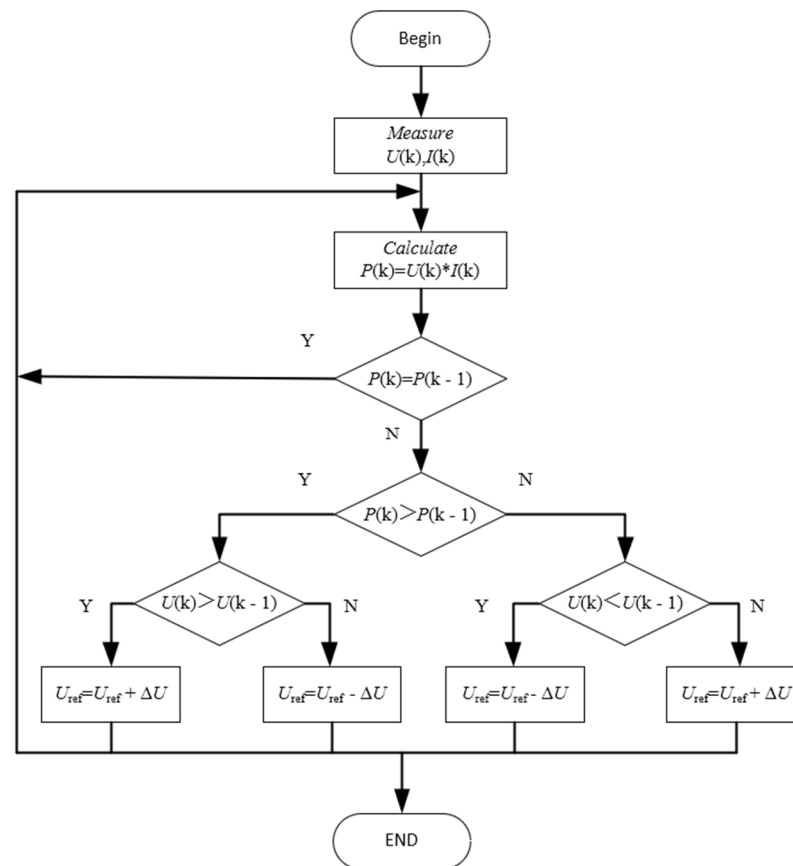 Begin
Measure
U(k),I(k)
Calculate
P(k)=U(k)*I(k)
Y
P(k)=P(k - 1)
N
Y
N
P(k)＞P(k - 1)
Y
U(k)＞U(k - 1)
N
Y
U(k)＜U(k - 1)
N
Uref=Uref + ΔU
Uref=Uref - ΔU
Uref=Uref - ΔU
Uref=Uref + ΔU
END